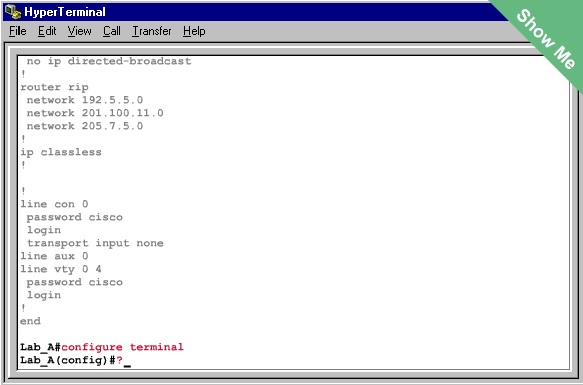 HyperTerminal
File Edit View Call Transfer Help
Show Me
no ip directed-broadcast
!
router rip
network 192.5.5.0
network 201.100.11.0
network 205.7.5.0
!
ip classless
!
!
line con 0
password cisco
login
transport input none
line aux 0
line vty 0 4
password cisco
login
!
end
Lab_A#configure terminal
Lab_A(config)#?_